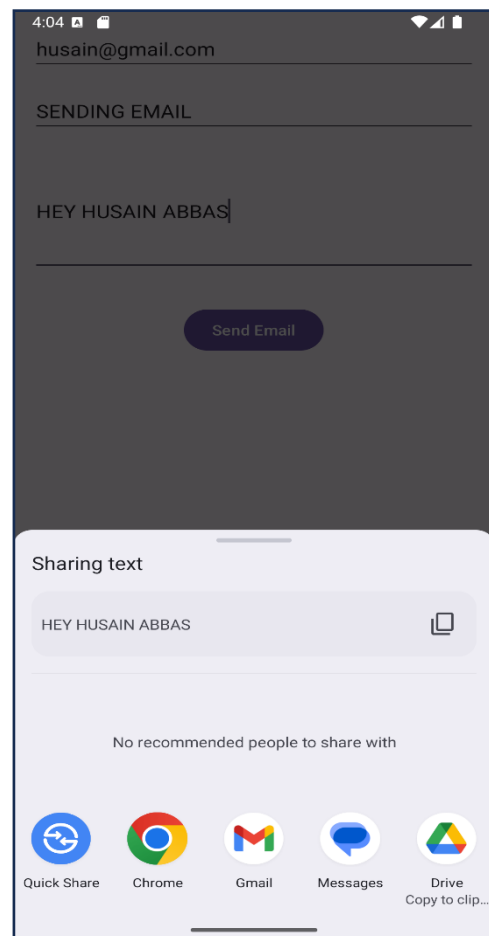 4:04
husain@gmail.com
SENDING EMAIL
HEY HUSAIN ABBAS
Send Email
Sharing text
HEY HUSAIN ABBAS
No recommended people to share with
Quick Share Chrome Gmail Messages Drive
Copy to clip...